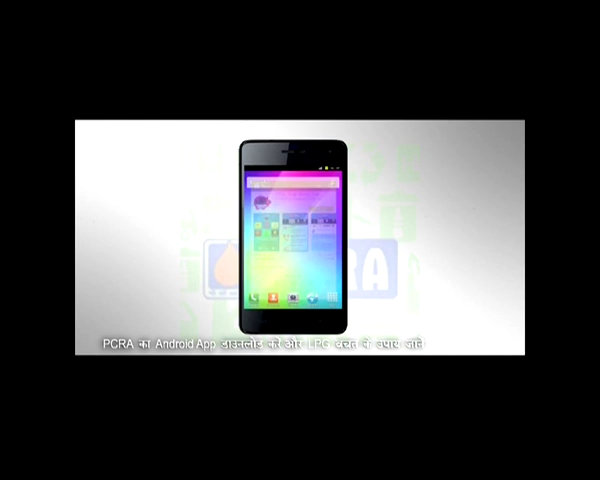 PCRA का Android App डाउनलोड करें और LPG बचत के उपाय जाने